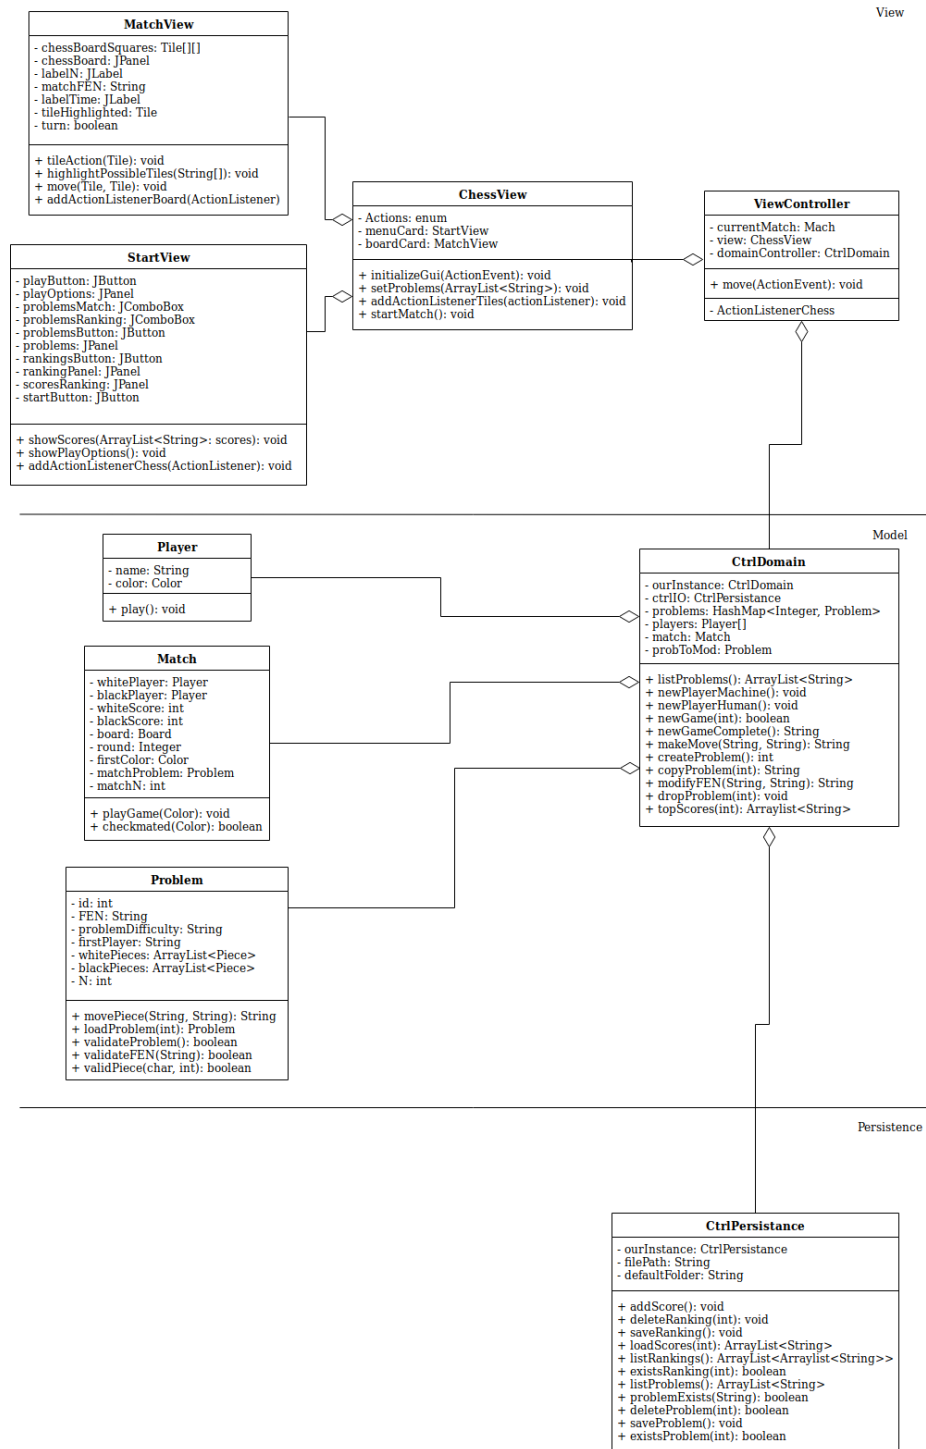 View
MatchView
- chessBoardSquares: Tile[][]
- chessBoard: JPanel
- labelN: JLabel
- matchFEN: String
- labelTime: JLabel
- tileHighlighted: Tile
- turn: boolean
+ tileAction(Tile): void
+ highlightPossibleTiles(String[]): void
+ move(Tile, Tile): void
+ addActionListenerBoard(ActionListener)
StartView
- playButton: JButton
- playOptions: JPanel
- problemsMatch: JComboBox
- problemsRanking: JComboBox
- problemsButton: JButton
- problems: JPanel
- rankingsButton: JButton
- rankingPanel: JPanel
- scoresRanking: JPanel
- startButton: JButton
+ showScores(ArrayList<String>: scores): void
+ showPlayOptions(): void
+ addActionListenerChess(ActionListener): void
ChessView
- Actions: enum
- menuCard: StartView
- boardCard: MatchView
+ initializeGui(ActionEvent): void
+ setProblems(ArrayList<String>): void
+ addActionListenerTiles(actionListener): void
+ startMatch(): void
ViewController
- currentMatch: Mach
- view: ChessView
- domainController: CtrlDomain
+ move(ActionEvent): void
- ActionListenerChess
Model
Player
- name: String
- color: Color
+ play(): void
Match
- whitePlayer: Player
- blackPlayer: Player
- whiteScore: int
- blackScore: int
- board: Board
- round: Integer
- firstColor: Color
- matchProblem: Problem
- matchN: int
+ playGame(Color): void
+ checkmated(Color): boolean
Problem
- id: int
- FEN: String
- problemDifficulty: String
- firstPlayer: String
- whitePieces: ArrayList<Piece>
- blackPieces: ArrayList<Piece>
- N: int
+ movePiece(String, String): String
+ loadProblem(int): Problem
+ validateProblem(): boolean
+ validateFEN(String): boolean
+ validPiece(char, int): boolean
CtrlDomain
- ourInstance: CtrlDomain
- ctrlIO: CtrlPersistance
- problems: HashMap<Integer, Problem>
- players: Player[]
- match: Match
- probToMod: Problem
+ listProblems(): ArrayList<String>
+ newPlayerMachine(): void
+ newPlayerHuman(): void
+ newGame(int): boolean
+ newGameComplete(): String
+ makeMove(String, String): String
+ createProblem(): int
+ copyProblem(int): String
+ modifyFEN(String, String): String
+ dropProblem(int): void
+ topScores(int): Arraylist<String>
Persistence
CtrlPersistance
- ourInstance: CtrlPersistance
- filePath: String
- defaultFolder: String
+ addScore(): void
+ deleteRanking(int): void
+ saveRanking(): void
+ loadScores(int): ArrayList<String>
+ listRankings(): ArrayList<Arraylist<String>>
+ existsRanking(int): boolean
+ listProblems(): ArrayList<String>
+ problemExists(String): boolean
+ deleteProblem(int): boolean
+ saveProblem(): void
+ existsProblem(int): boolean